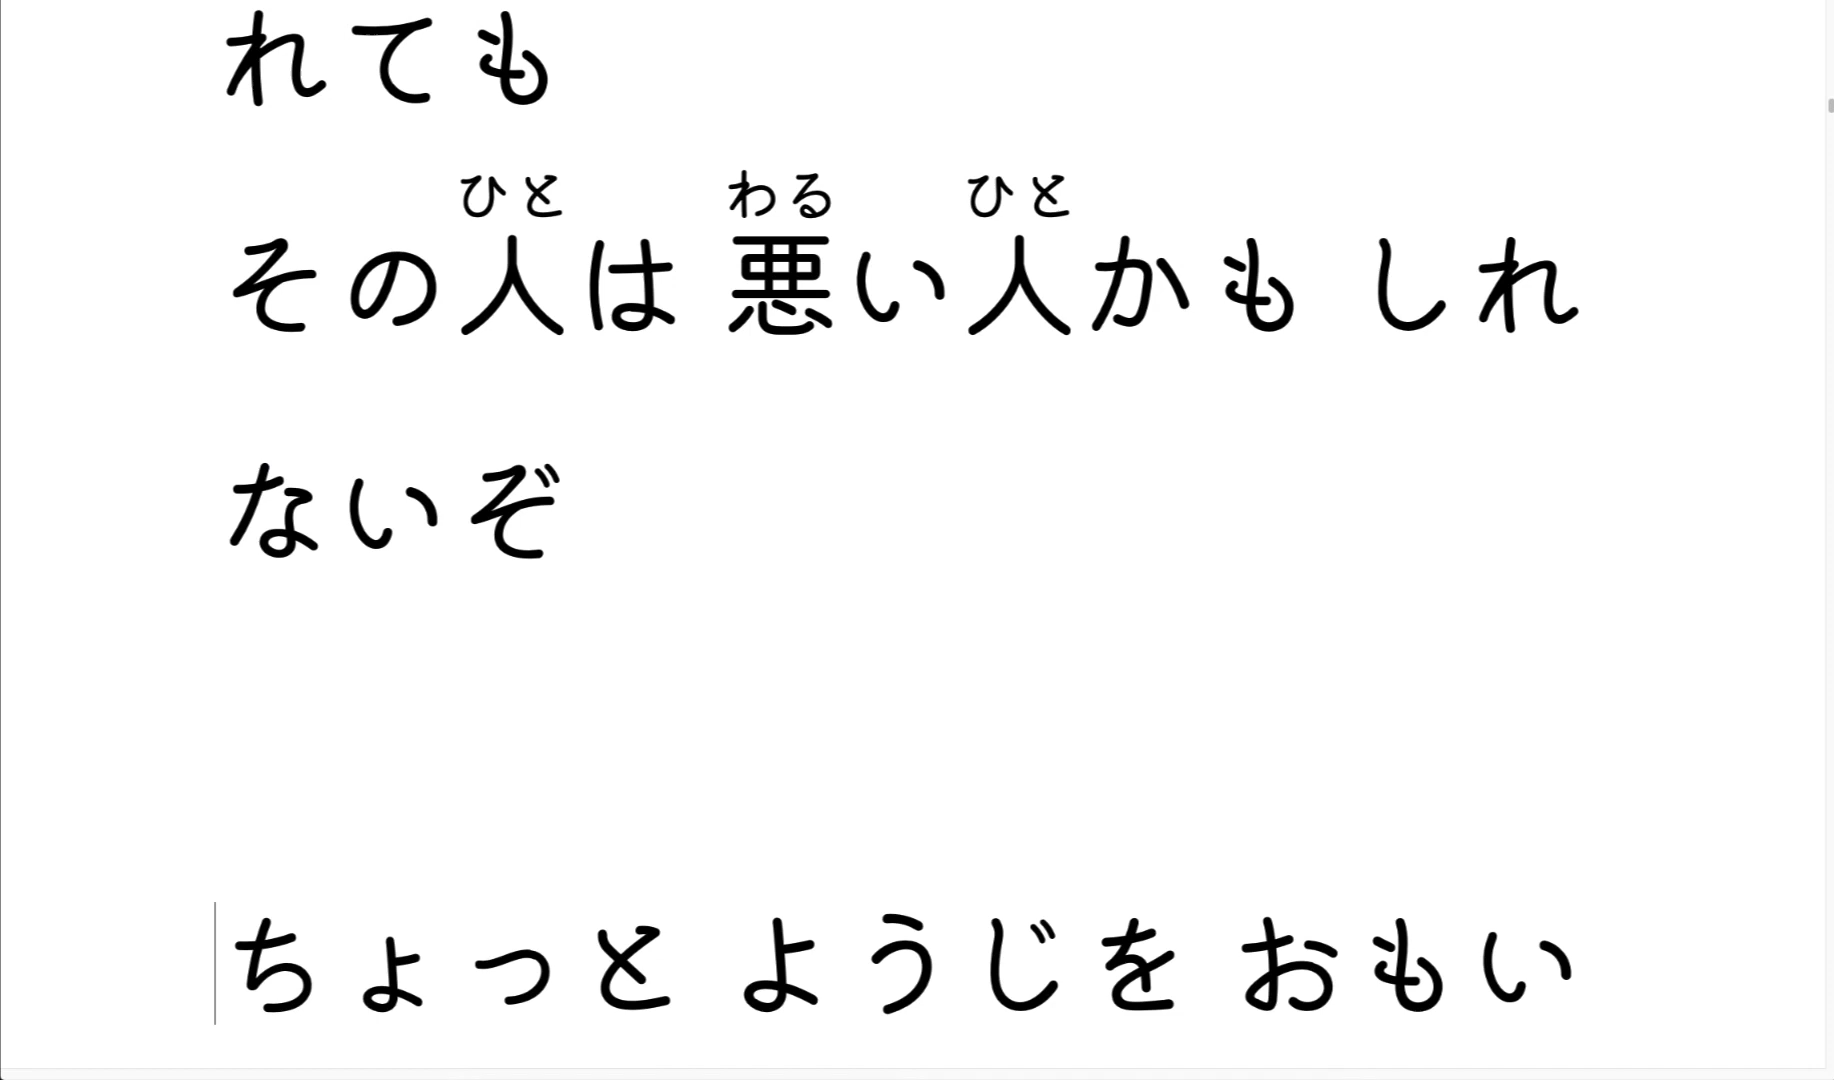 れても
ひと わる ひと
その人は 悪い人かも しれ
ないぞ
ちょっと ようじを おもい